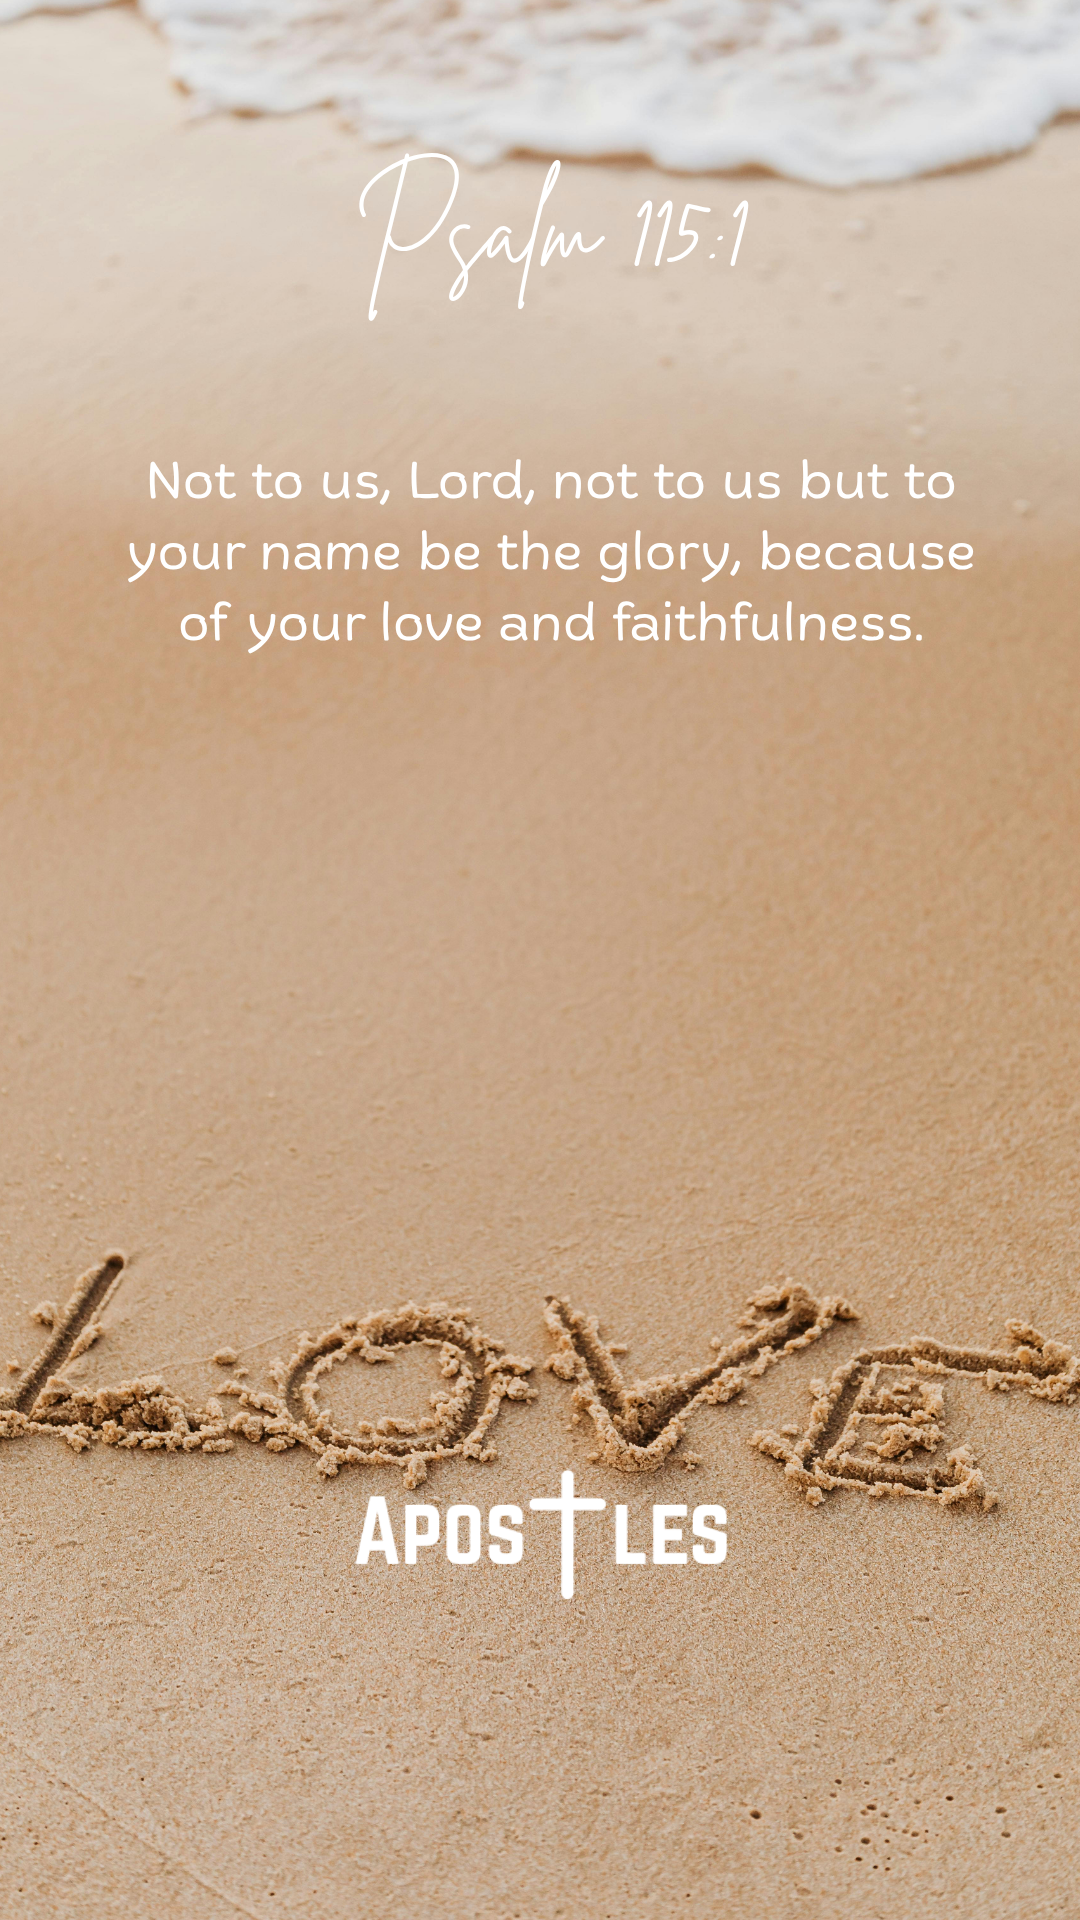 Psalm 115:1
Not to us, Lord, not to us but to
your name be the glory, because
of your love and faithfulness.
LOVE
APOSTLES